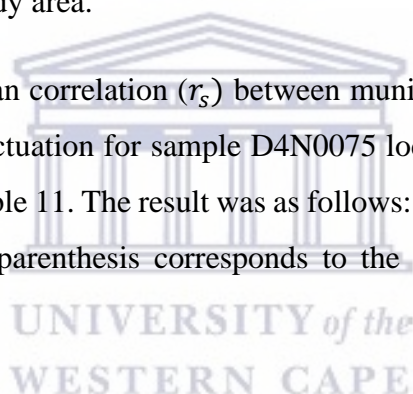 dy area.
an correlation (rₛ) between muni
ctuation for sample D4N0075 loc
ble 11. The result was as follows:
parenthesis corresponds to the
UNIVERSITY of the
WESTERN CAPE